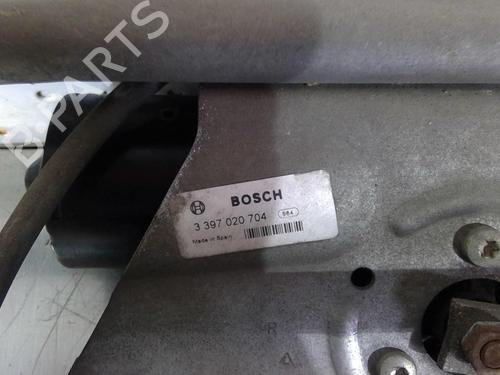 B-PARTS
BOSCH
3 397 020 704 584
Made in Spain
R
A